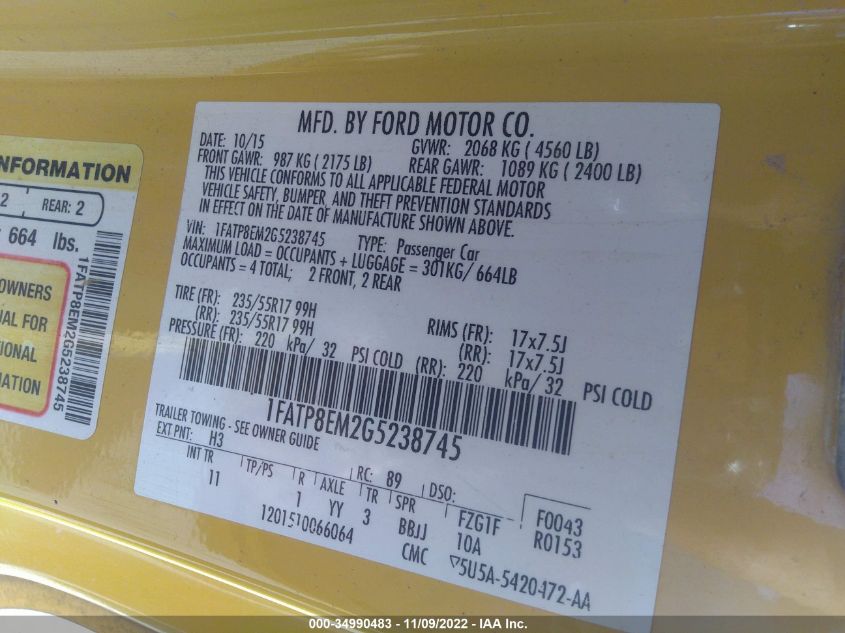 INFORMATION
2 REAR: 2
664 lbs.
1FATP8EM2G5238745
OWNERS
FOR
MFD. BY FORD MOTOR CO.
DATE: 10/15 GVWR: 2068 KG ( 4560 LB)
FRONT GAWR: 987 KG ( 2175 LB) REAR GAWR: 1089 KG ( 2400 LB)
THIS VEHICLE CONFORMS TO ALL APPLICABLE FEDERAL MOTOR
VEHICLE SAFETY, BUMPER, AND THEFT PREVENTION STANDARDS
IN EFFECT ON THE DATE OF MANUFACTURE SHOWN ABOVE.
VIN: 1FATP8EM2G5238745 TYPE: Passenger Car
MAXIMUM LOAD = OCCUPANTS + LUGGAGE = 301KG/ 664LB
OCCUPANTS = 4 TOTAL; 2 FRONT, 2 REAR
TIRE (FR): 235/55R17 99H RIMS (FR): 17x7.5J
(RR): 235/55R17 99H (RR): 17x7.5J
PRESSURE (FR): 220 kPa/ 32 PSI COLD (RR): 220 kPa/ 32 PSI COLD
1FATP8EM2G5238745
TRAILER TOWING - SEE OWNER GUIDE
EXT PNT: H3 RC: 89 DSO:
INT TR TP/PS R AXLE TR SPR FZG1F F0043
11 1 YY 3 BBJJ 10A R0153
1201510066064 CMC ▽5U5A-5420472-AA
000-34990483 - 11/09/2022 - IAA Inc.